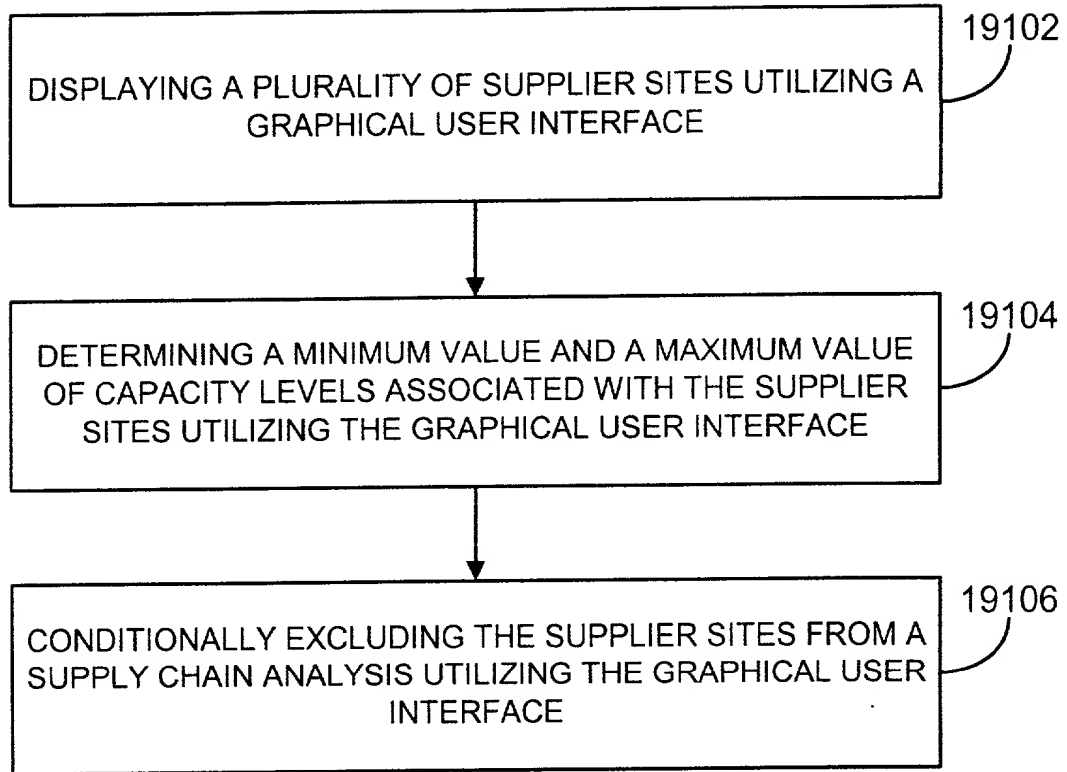 19102
DISPLAYING A PLURALITY OF SUPPLIER SITES UTILIZING A
GRAPHICAL USER INTERFACE
19104
DETERMINING A MINIMUM VALUE AND A MAXIMUM VALUE
OF CAPACITY LEVELS ASSOCIATED WITH THE SUPPLIER
SITES UTILIZING THE GRAPHICAL USER INTERFACE
19106
CONDITIONALLY EXCLUDING THE SUPPLIER SITES FROM A
SUPPLY CHAIN ANALYSIS UTILIZING THE GRAPHICAL USER
INTERFACE